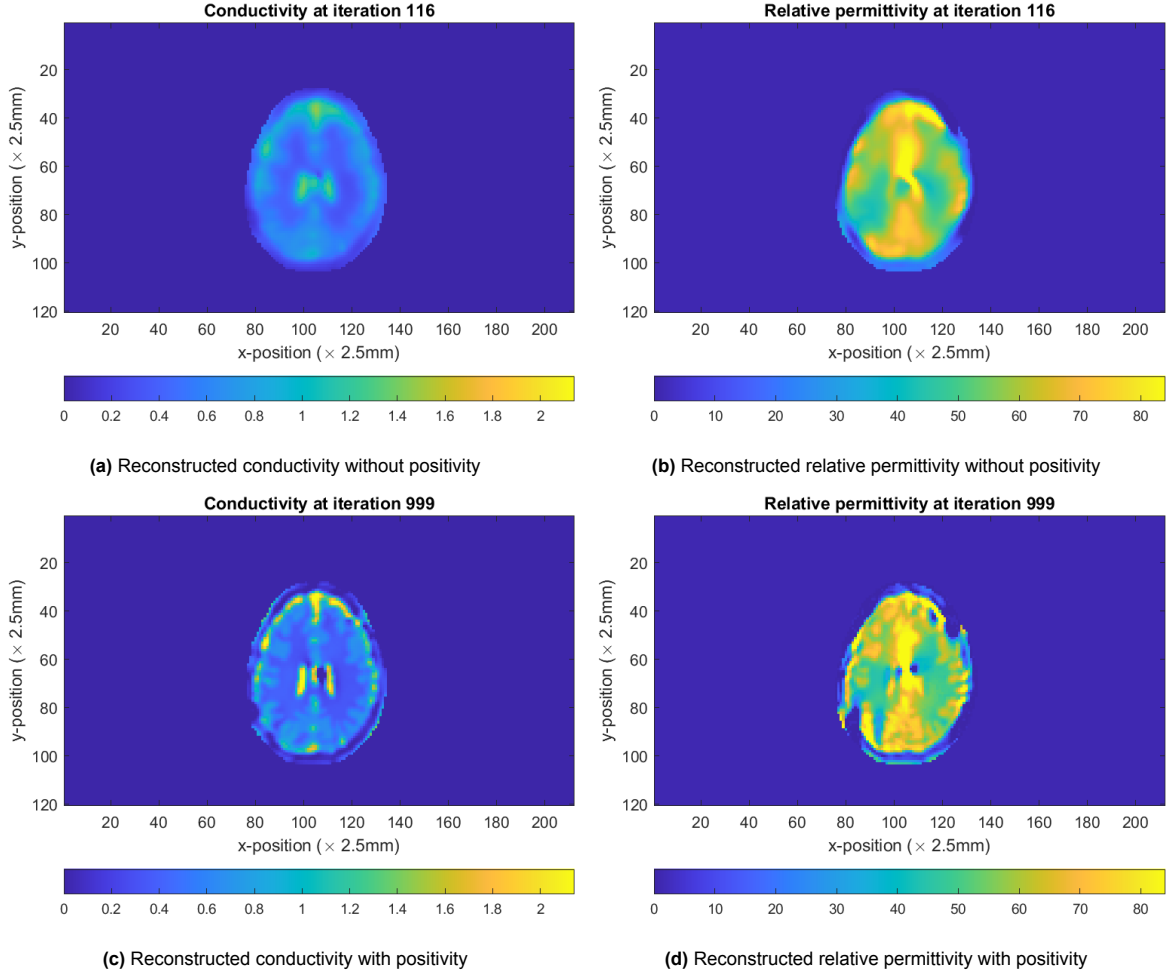 Conductivity at iteration 116
20
40
60
80
100
120
y-position (× 2.5mm)
20 40 60 80 100 120 140 160 180 200
x-position (× 2.5mm)
0 0.2 0.4 0.6 0.8 1 1.2 1.4 1.6 1.8 2
(a) Reconstructed conductivity without positivity
Relative permittivity at iteration 116
20
40
60
80
100
120
y-position (× 2.5mm)
20 40 60 80 100 120 140 160 180 200
x-position (× 2.5mm)
0 10 20 30 40 50 60 70 80
(b) Reconstructed relative permittivity without positivity
Conductivity at iteration 999
20
40
60
80
100
120
y-position (× 2.5mm)
20 40 60 80 100 120 140 160 180 200
x-position (× 2.5mm)
0 0.2 0.4 0.6 0.8 1 1.2 1.4 1.6 1.8 2
(c) Reconstructed conductivity with positivity
Relative permittivity at iteration 999
20
40
60
80
100
120
y-position (× 2.5mm)
20 40 60 80 100 120 140 160 180 200
x-position (× 2.5mm)
0 10 20 30 40 50 60 70 80
(d) Reconstructed relative permittivity with positivity